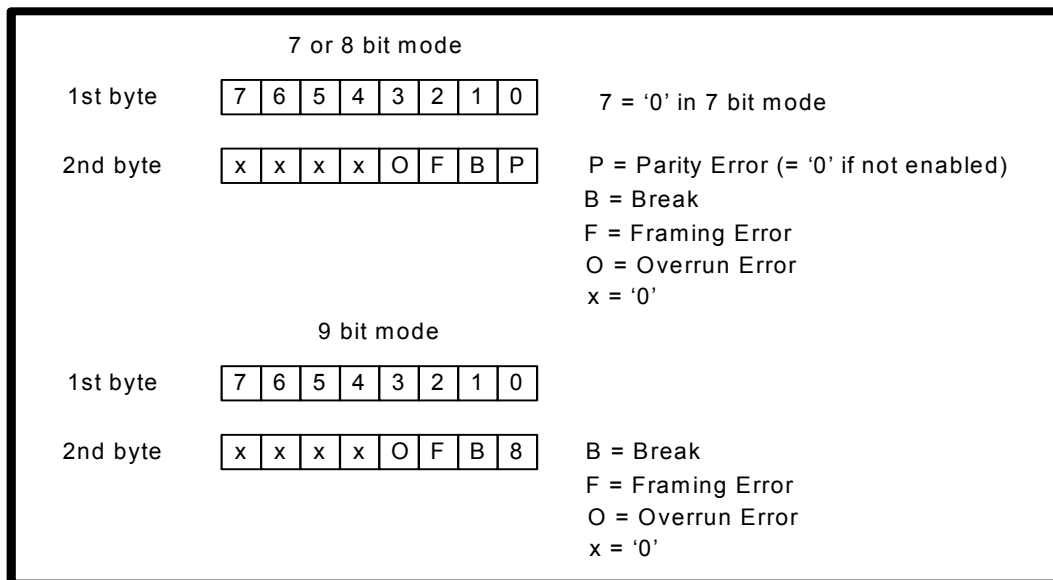 7 or 8 bit mode
1st byte 7 6 5 4 3 2 1 0 7 = ‘0’ in 7 bit mode
2nd byte x x x x O F B P P = Parity Error (= ‘0’ if not enabled)
B = Break
F = Framing Error
O = Overrun Error
x = ‘0’
9 bit mode
1st byte 7 6 5 4 3 2 1 0
2nd byte x x x x O F B 8 B = Break
F = Framing Error
O = Overrun Error
x = ‘0’